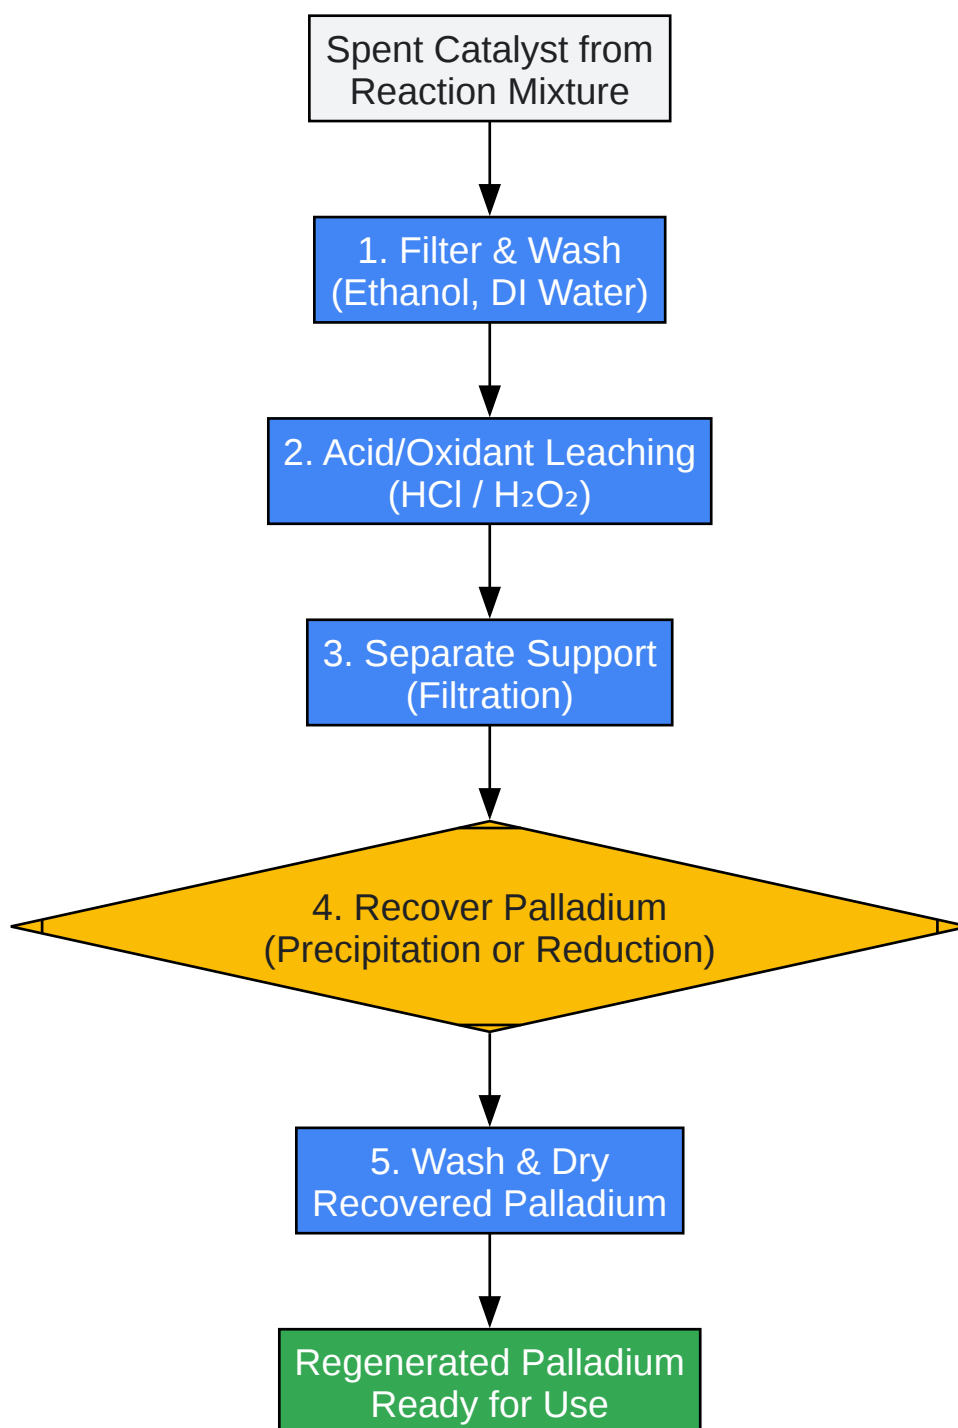 Spent Catalyst from
Reaction Mixture
1. Filter & Wash
(Ethanol, DI Water)
2. Acid/Oxidant Leaching
(HCl / H₂O₂)
3. Separate Support
(Filtration)
4. Recover Palladium
(Precipitation or Reduction)
5. Wash & Dry
Recovered Palladium
Regenerated Palladium
Ready for Use